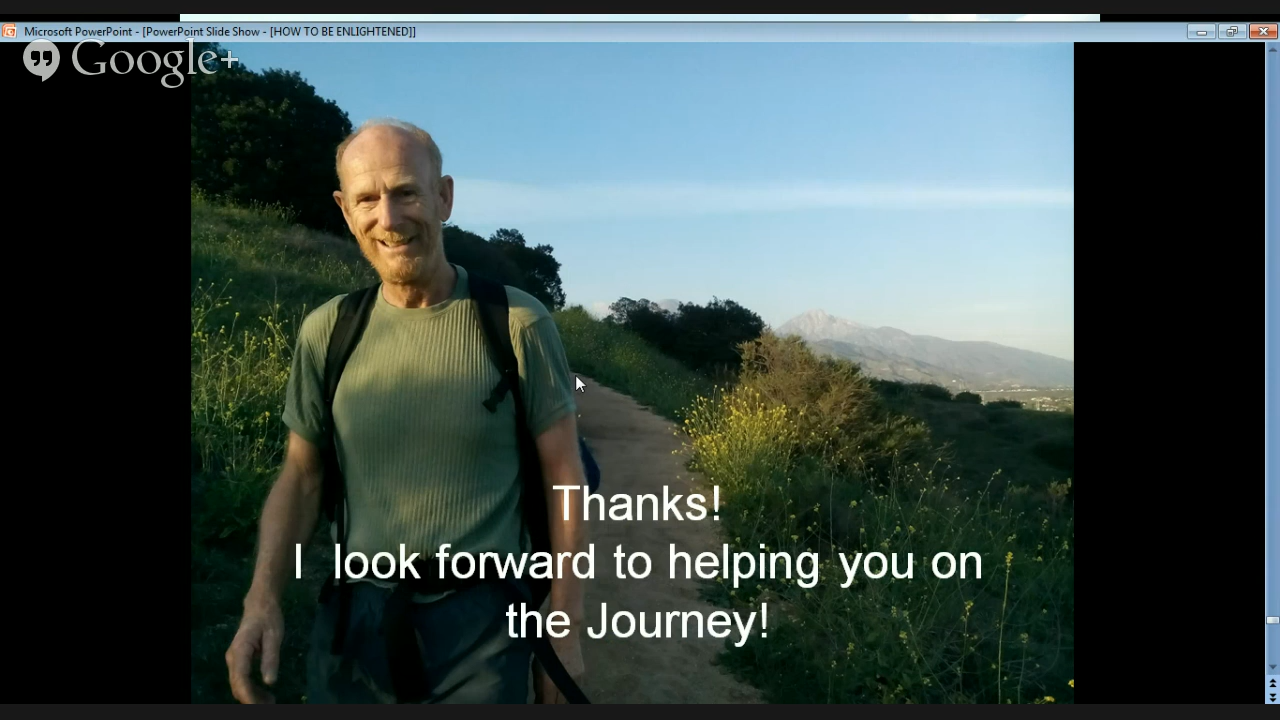 Microsoft PowerPoint - [PowerPoint Slide Show - [HOW TO BE ENLIGHTENED]]
Google+
Thanks!
I look forward to helping you on
the Journey!